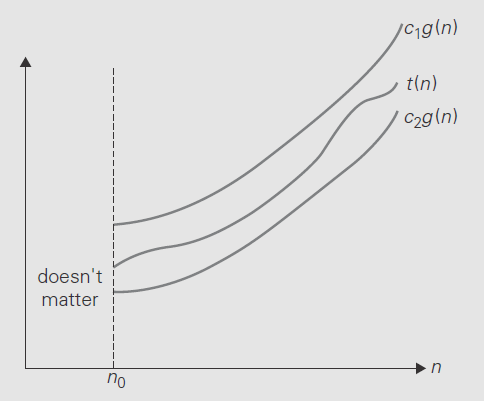 c₁g(n)
t(n)
c₂g(n)
doesn't
matter
n
n₀